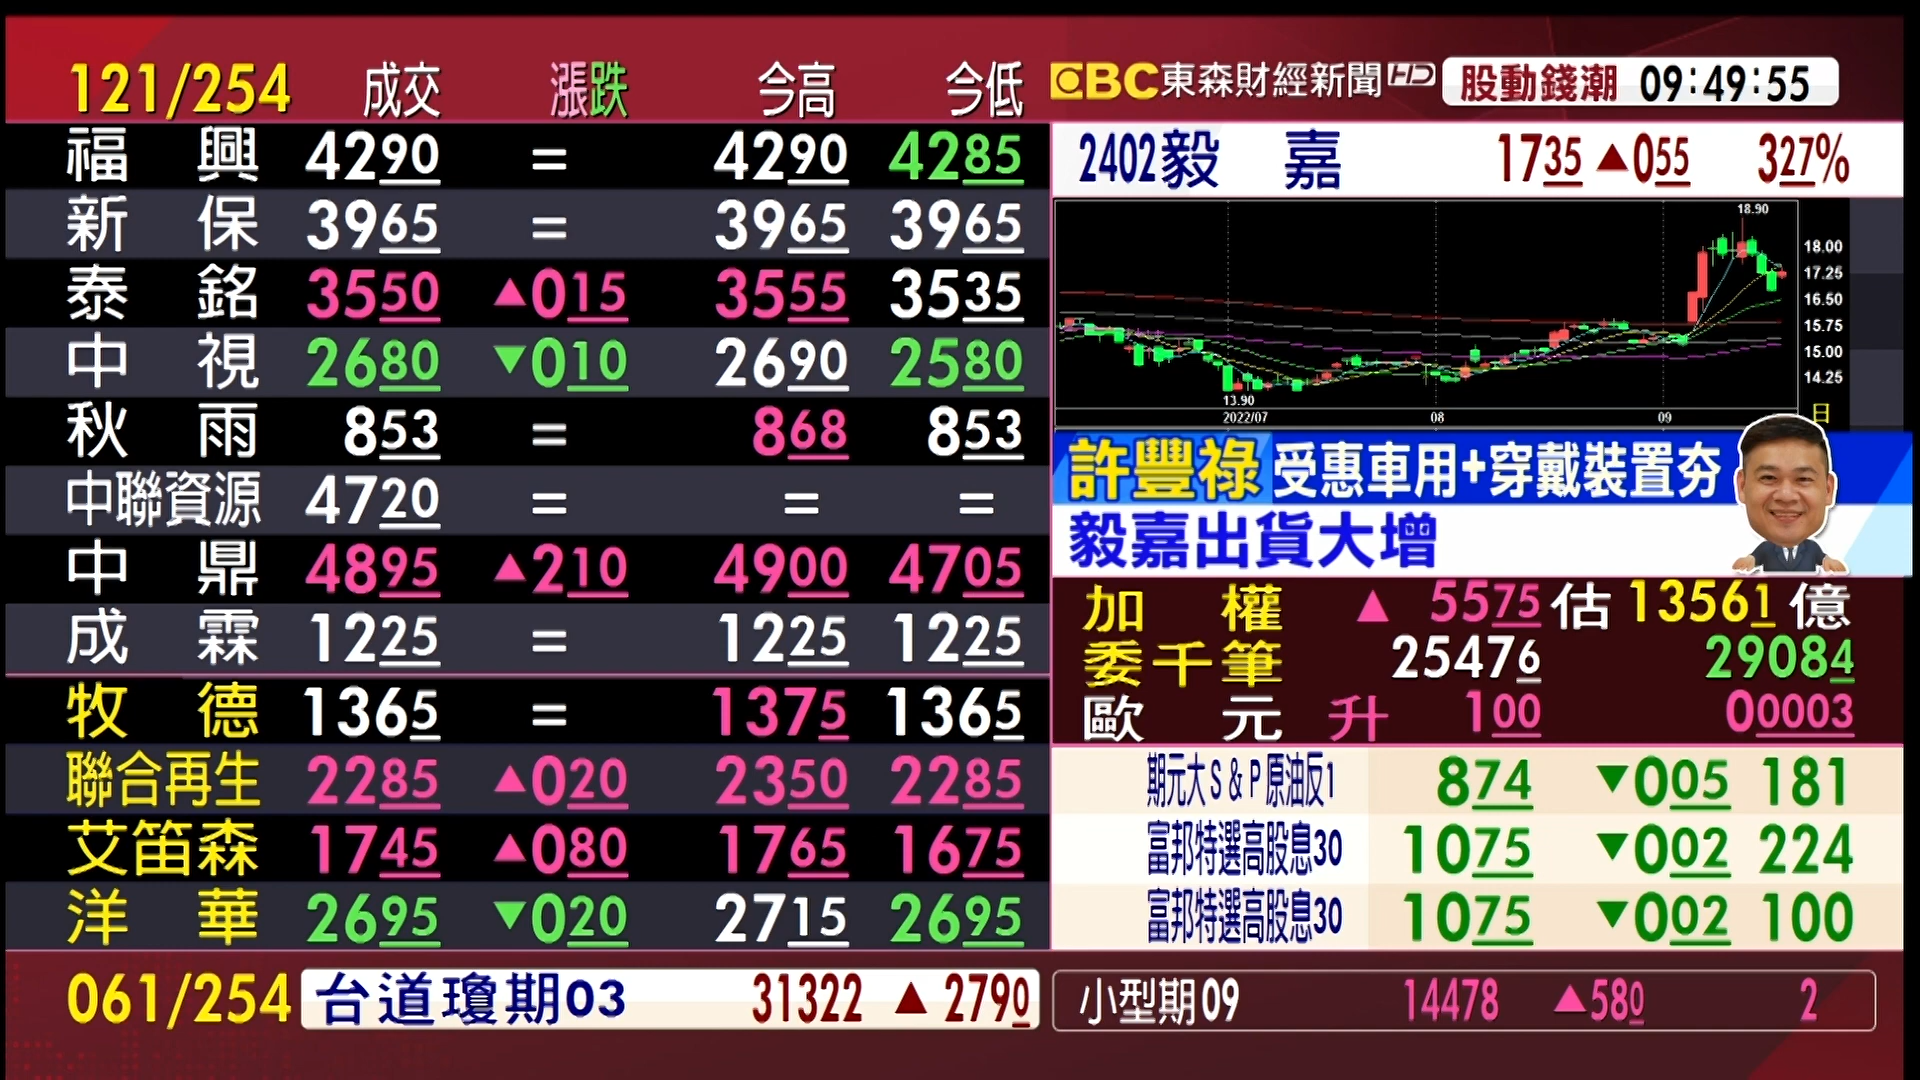 121/254 成交 漲跌 今高 今低
福興 4290 = 4290 4285
新保 3965 = 3965 3965
泰銘 3550 ▲015 3555 3535
中視 2680 ▼010 2690 2580
秋雨 853 = 868 853
中聯資源 4720 = = =
中鼎 4895 ▲210 4900 4705
成霖 1225 = 1225 1225
牧德 1365 = 1375 1365
聯合再生 2285 ▲020 2350 2285
艾笛森 1745 ▲080 1765 1675
洋華 2695 ▼020 2715 2695
EBC東森財經新聞HD 股動錢潮 09:49:55
2402毅嘉 1735 ▲055 327%
18.90
18.00
17.25
16.50
15.75
15.00
14.25
13.90
2022/07 08 09 日
許豐祿 受惠車用+穿戴裝置夯
毅嘉出貨大增
加權 ▲ 5575 估 13561 億
委千筆 25476 29084
歐元 升 100 00003
期元大S&P原油反1 874 ▼005 181
富邦特選高股息30 1075 ▼002 224
富邦特選高股息30 1075 ▼002 100
061/254 台道瓊期03 31322 ▲ 2790
小型期09 14478 ▲580 2